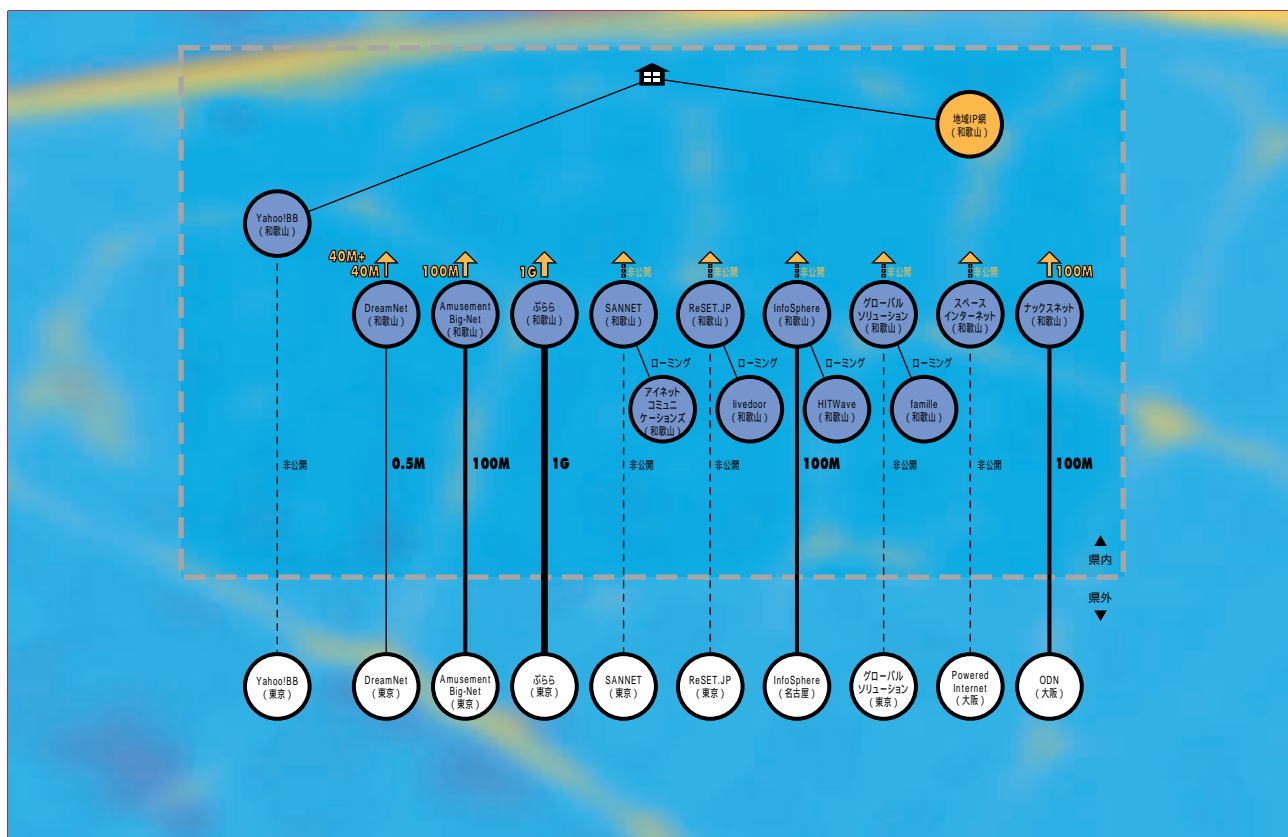 地域IP網
(和歌山)
Yahoo!BB
(和歌山)
40M+
40M
100M
1G
非公開
非公開
非公開
非公開
非公開
100M
DreamNet
(和歌山)
Amusement
Big-Net
(和歌山)
ぷらら
(和歌山)
SANNET
(和歌山)
ReSET.JP
(和歌山)
InfoSphere
(和歌山)
グローバル
ソリューション
(和歌山)
スペース
インターネット
(和歌山)
ナックスネット
(和歌山)
ローミング
ローミング
ローミング
ローミング
アイネット
コミュニ
ケーションズ
(和歌山)
livedoor
(和歌山)
HITWave
(和歌山)
famille
(和歌山)
非公開
0.5M
100M
1G
非公開
非公開
100M
非公開
非公開
100M
▲
県内
県外
▼
Yahoo!BB
(東京)
DreamNet
(東京)
Amusement
Big-Net
(東京)
ぷらら
(東京)
SANNET
(東京)
ReSET.JP
(東京)
InfoSphere
(名古屋)
グローバル
ソリューション
(東京)
Powered
Internet
(大阪)
ODN
(大阪)